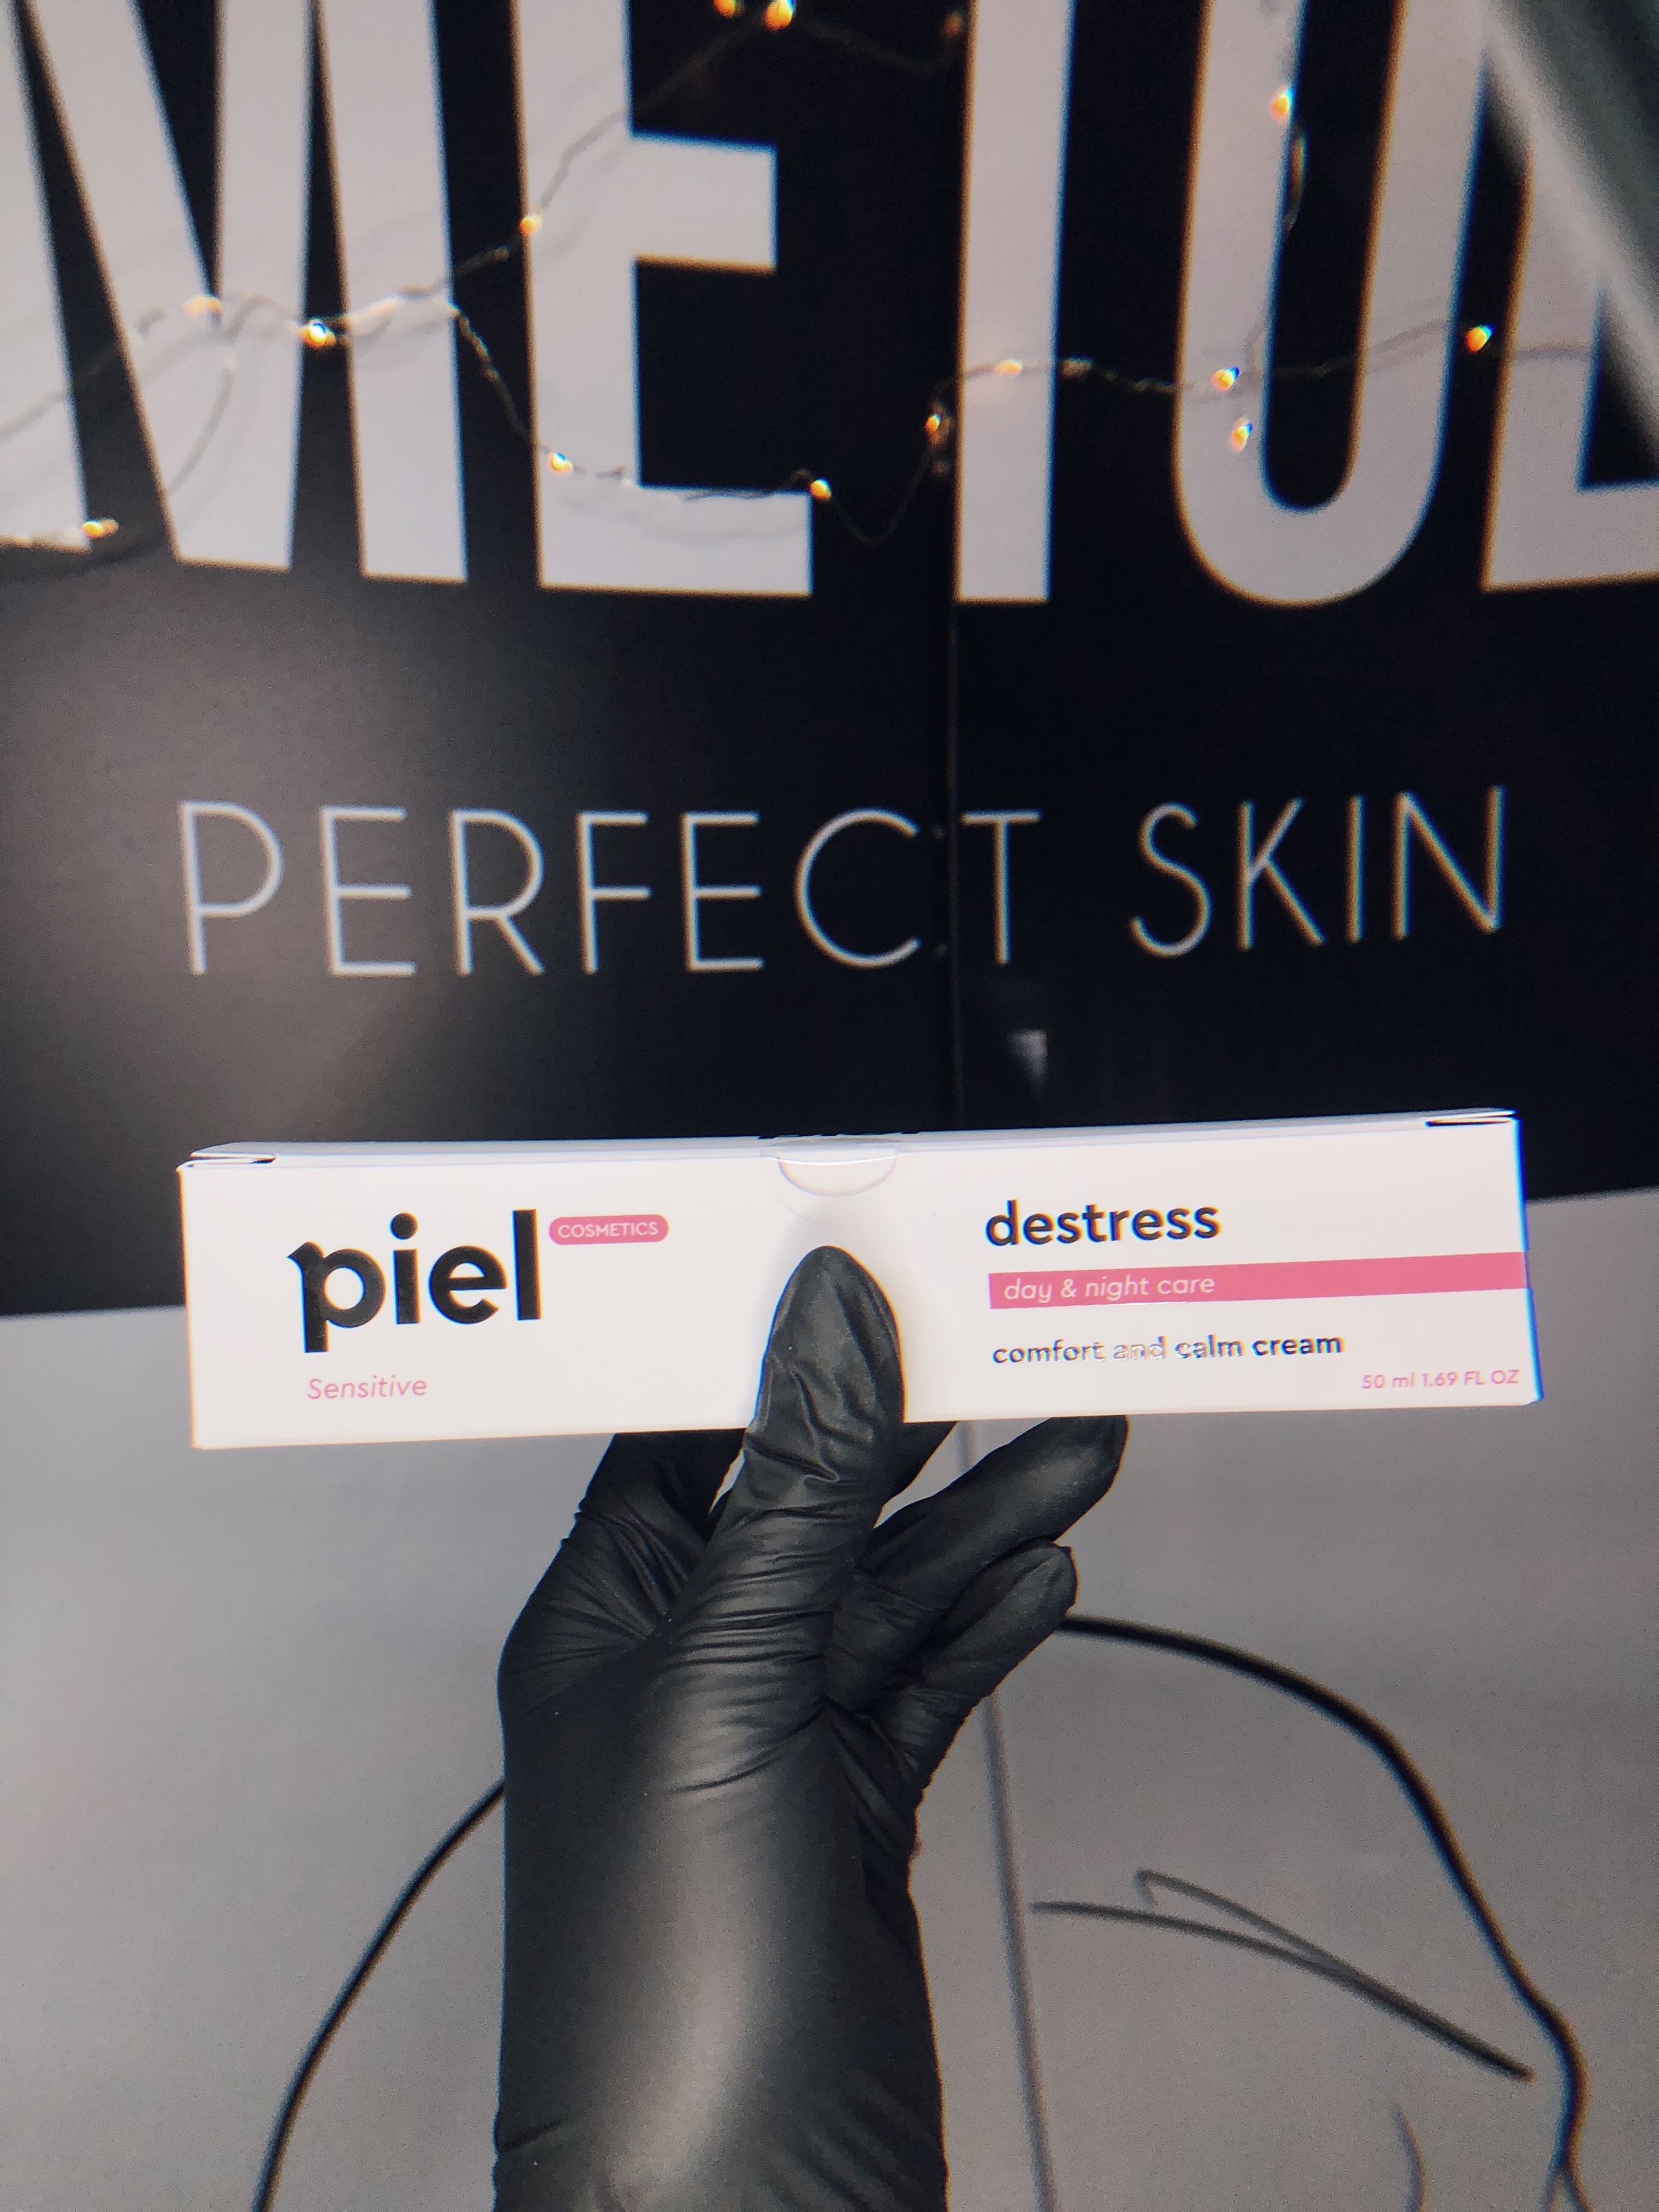 PERFECT SKIN
piel COSMETICS
Sensitive
destress
day & night care
comfort and calm cream
50 ml 1.69 FL OZ